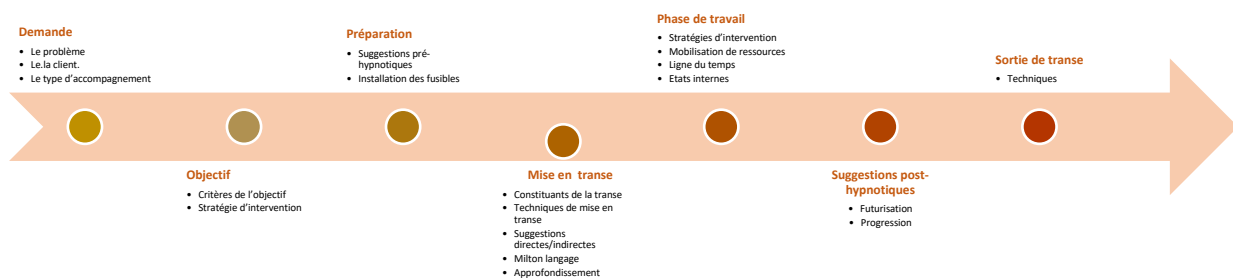 Demande
• Le problème
• Le.la client.
• Le type d'accompagnement
Objectif
• Critères de l'objectif
• Stratégie d'intervention
Préparation
• Suggestions pré-
hypnotiques
• Installation des fusibles
Mise en transe
• Constituants de la transe
• Techniques de mise en
transe
• Suggestions
directes/indirectes
• Milton langage
• Approfondissement
Phase de travail
• Stratégies d'intervention
• Mobilisation de ressources
• Ligne du temps
• Etats internes
Suggestions post-
hypnotiques
• Futurisation
• Progression
Sortie de transe
• Techniques